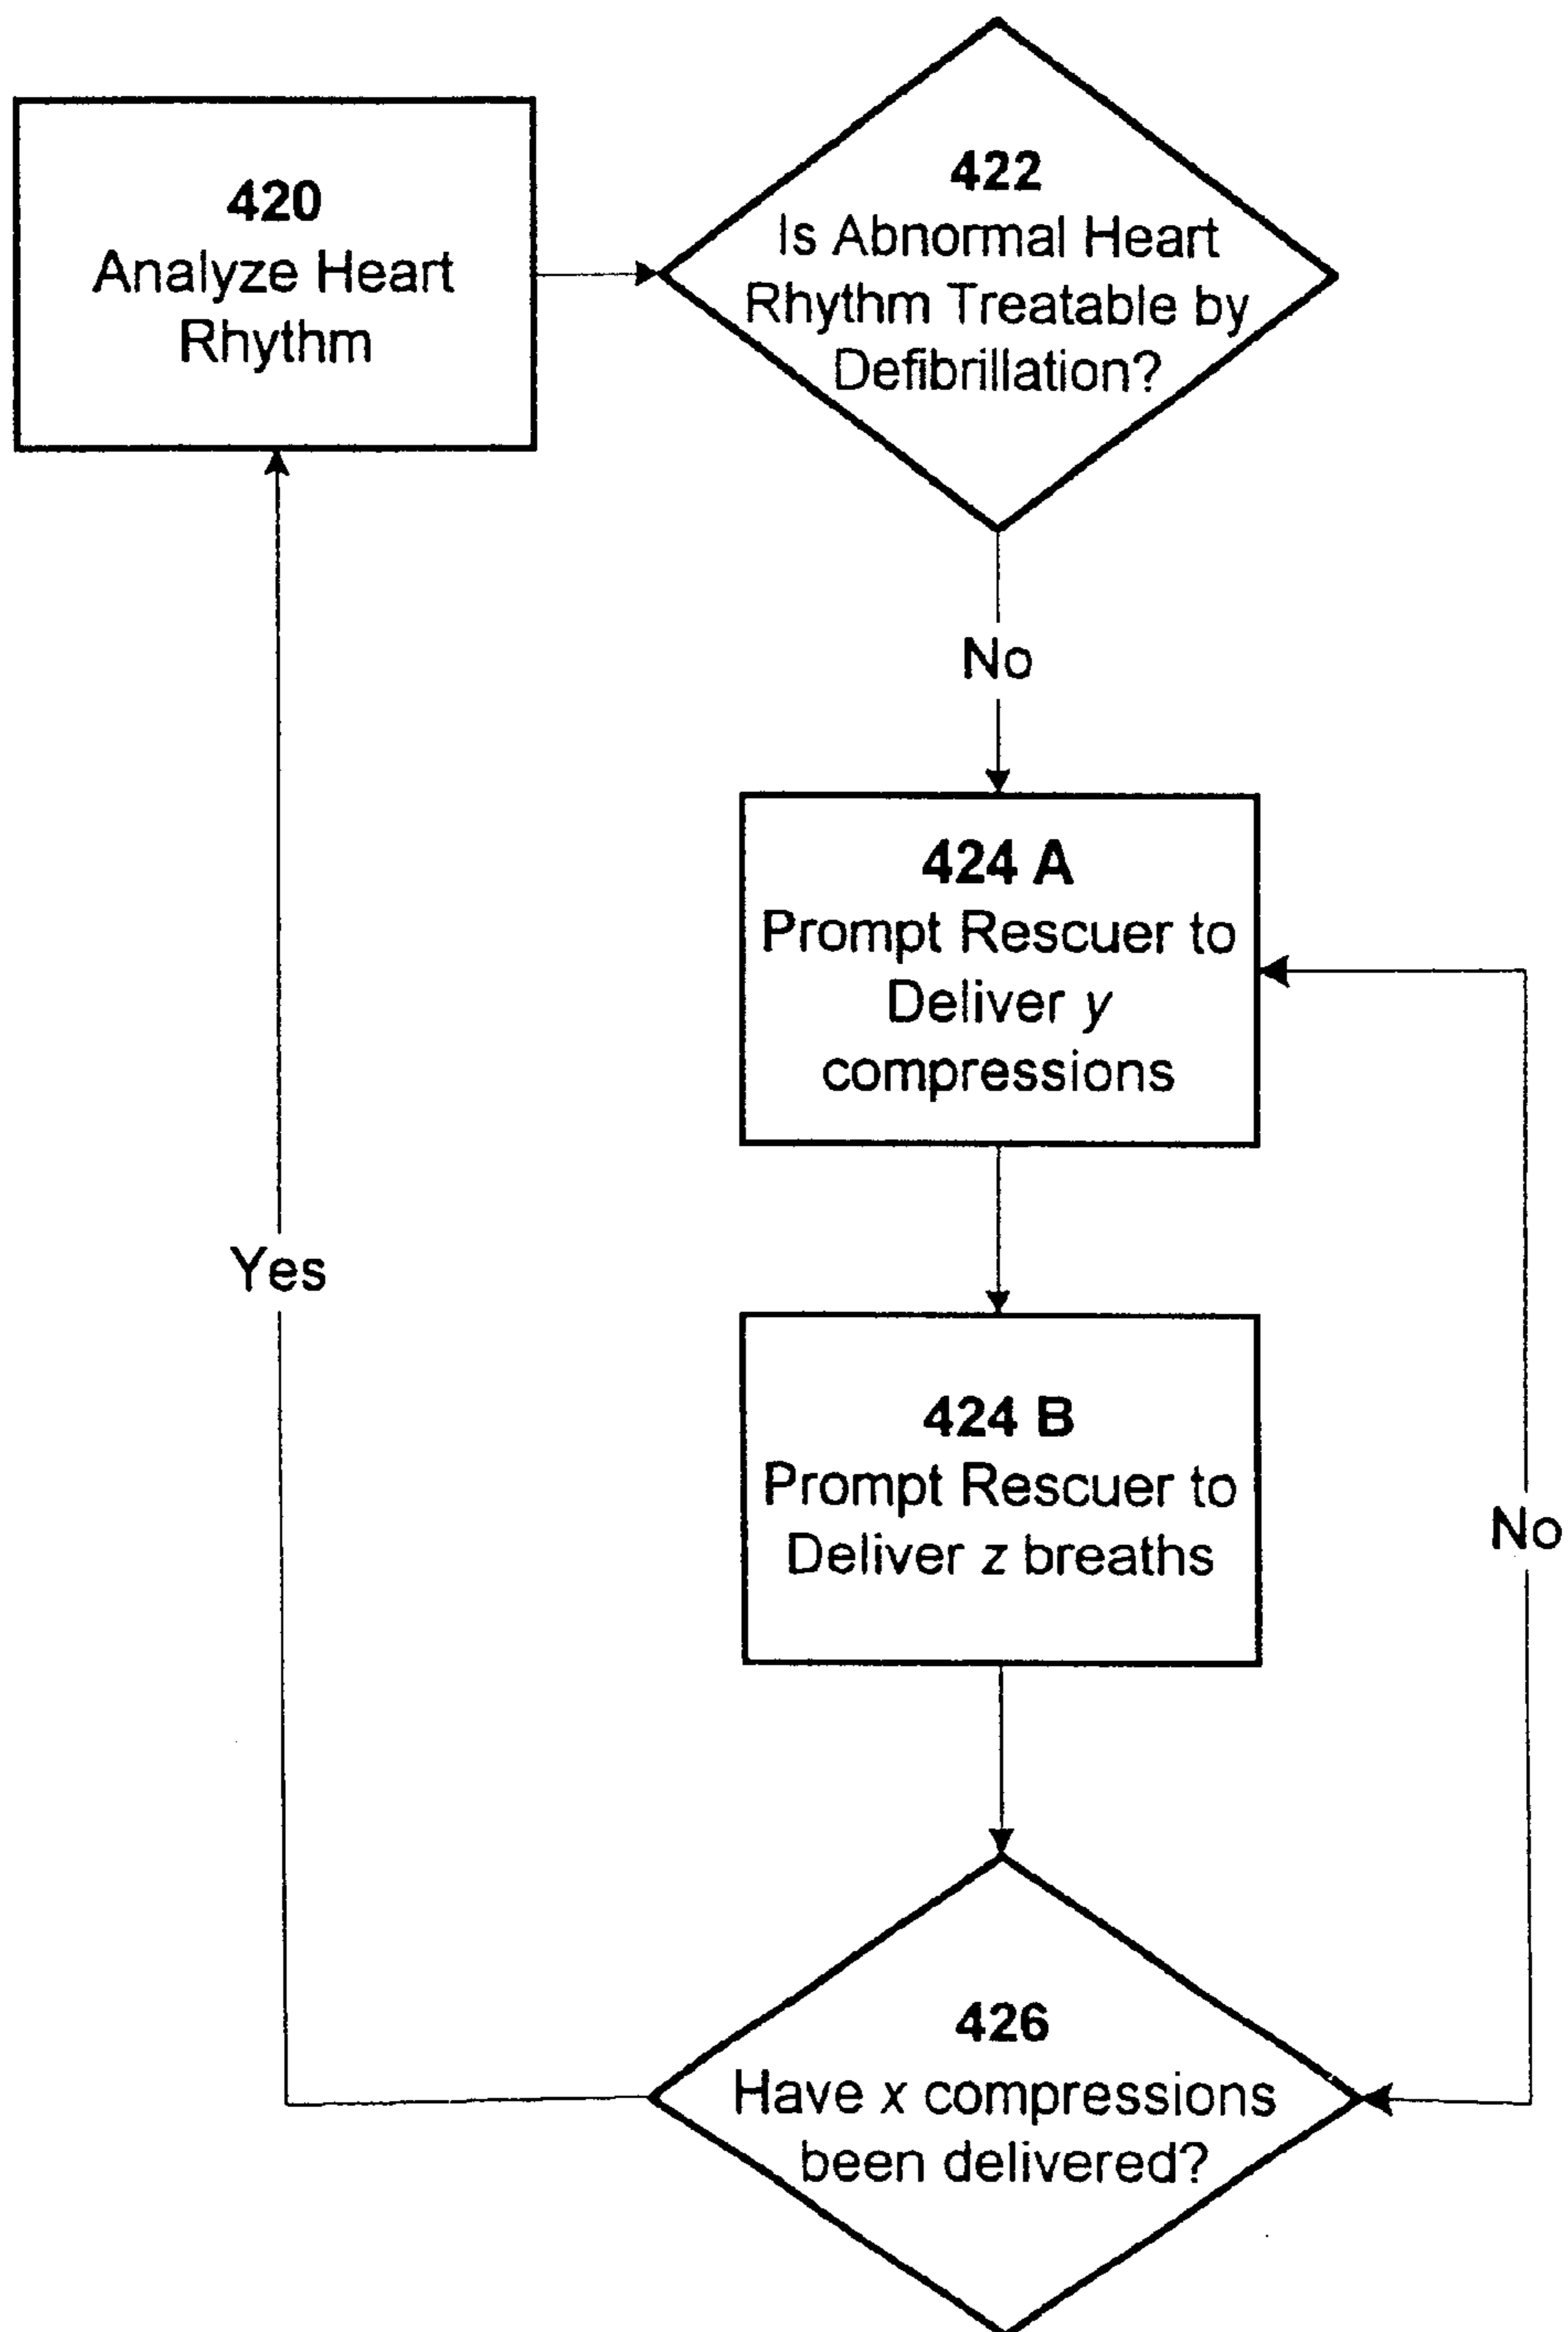 420
Analyze Heart
Rhythm
422
Is Abnormal Heart
Rhythm Treatable by
Defibrillation?
No
424 A
Prompt Rescuer to
Deliver y
compressions
Yes
424 B
Prompt Rescuer to
Deliver z breaths
No
426
Have x compressions
been delivered?